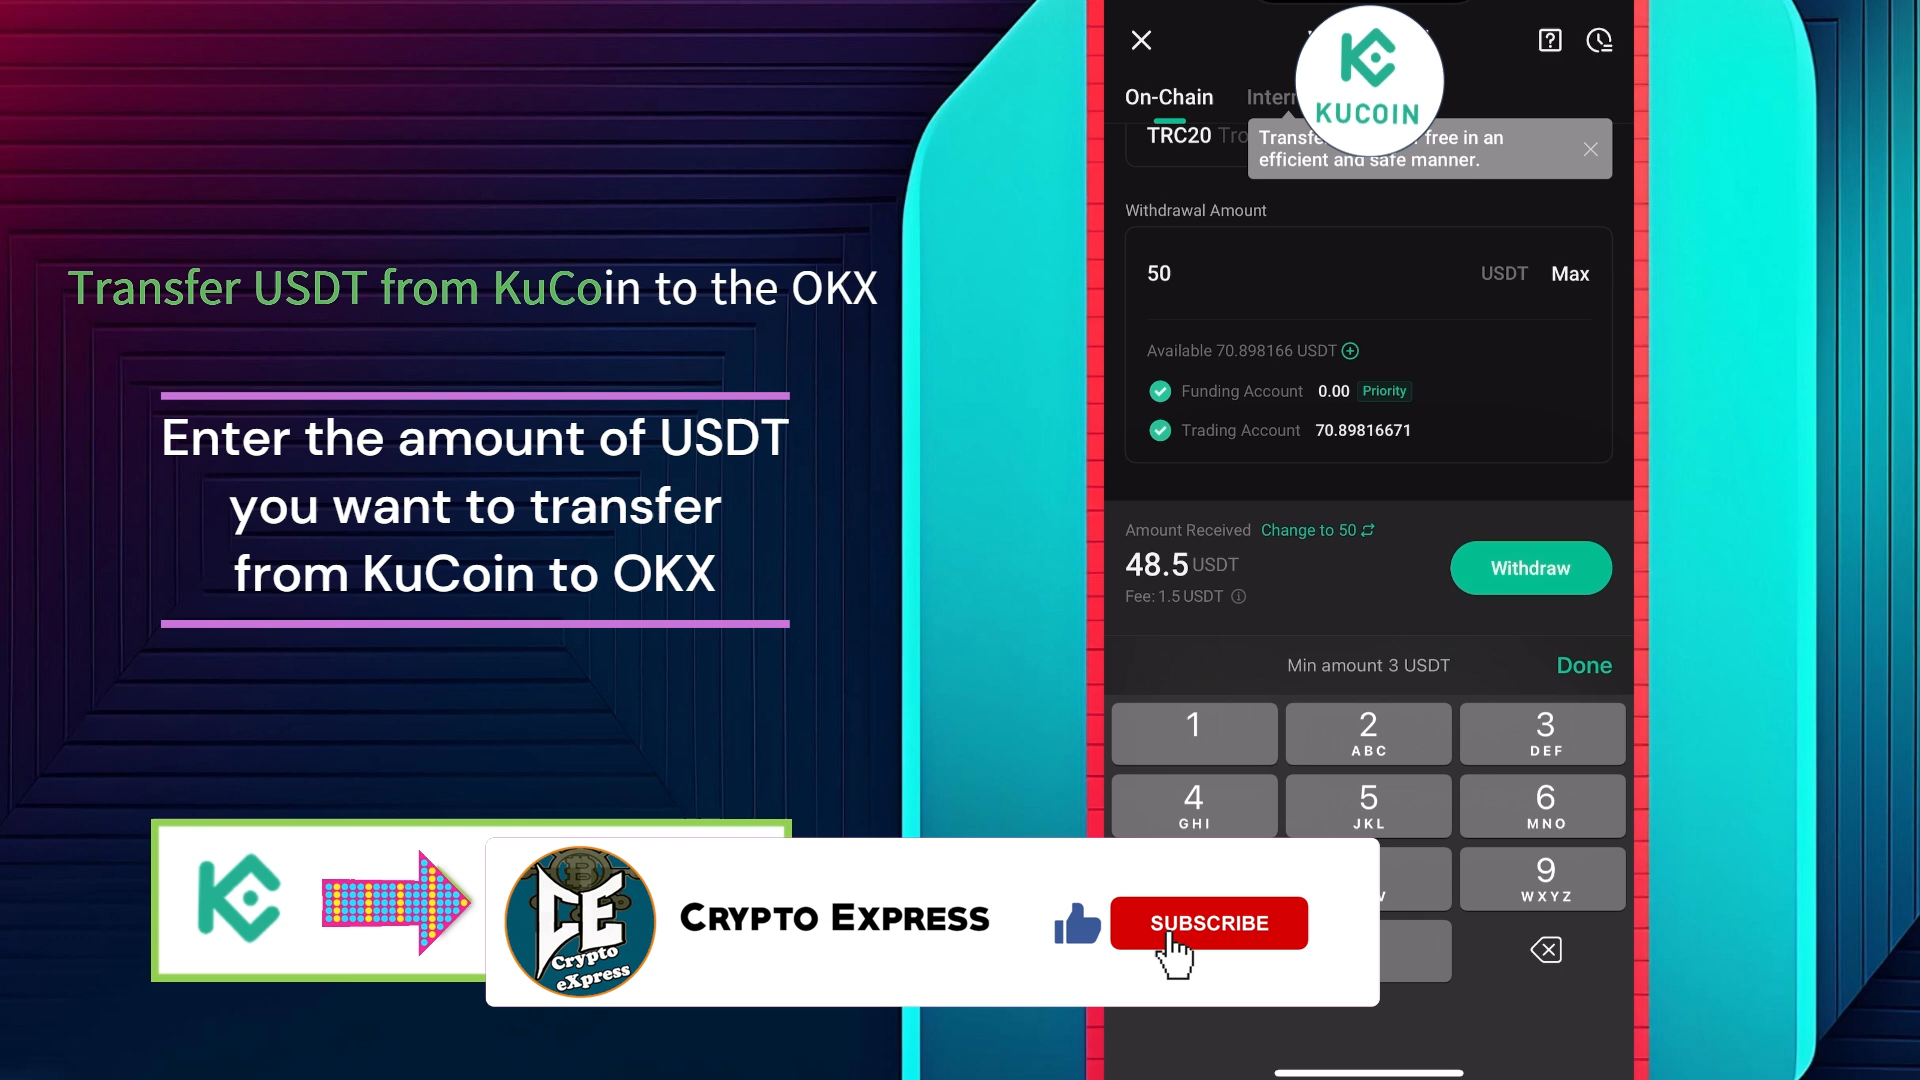 Transfer USDT from KuCoin to the OKX
Enter the amount of USDT
you want to transfer
from KuCoin to OKX
CRYPTO EXPRESS
Crypto
eXpress
SUBSCRIBE
KUCOIN
On-Chain
TRC20
free in an
efficient and safe manner.
Withdrawal Amount
50 USDT Max
Available 70.898166 USDT
Funding Account 0.00 Priority
Trading Account 70.89816671
Amount Received Change to 50
48.5 USDT
Withdraw
Fee: 1.5 USDT
Min amount 3 USDT Done
1 2 3
ABC DEF
4 5 6
GHI JKL MNO
9
WXYZ